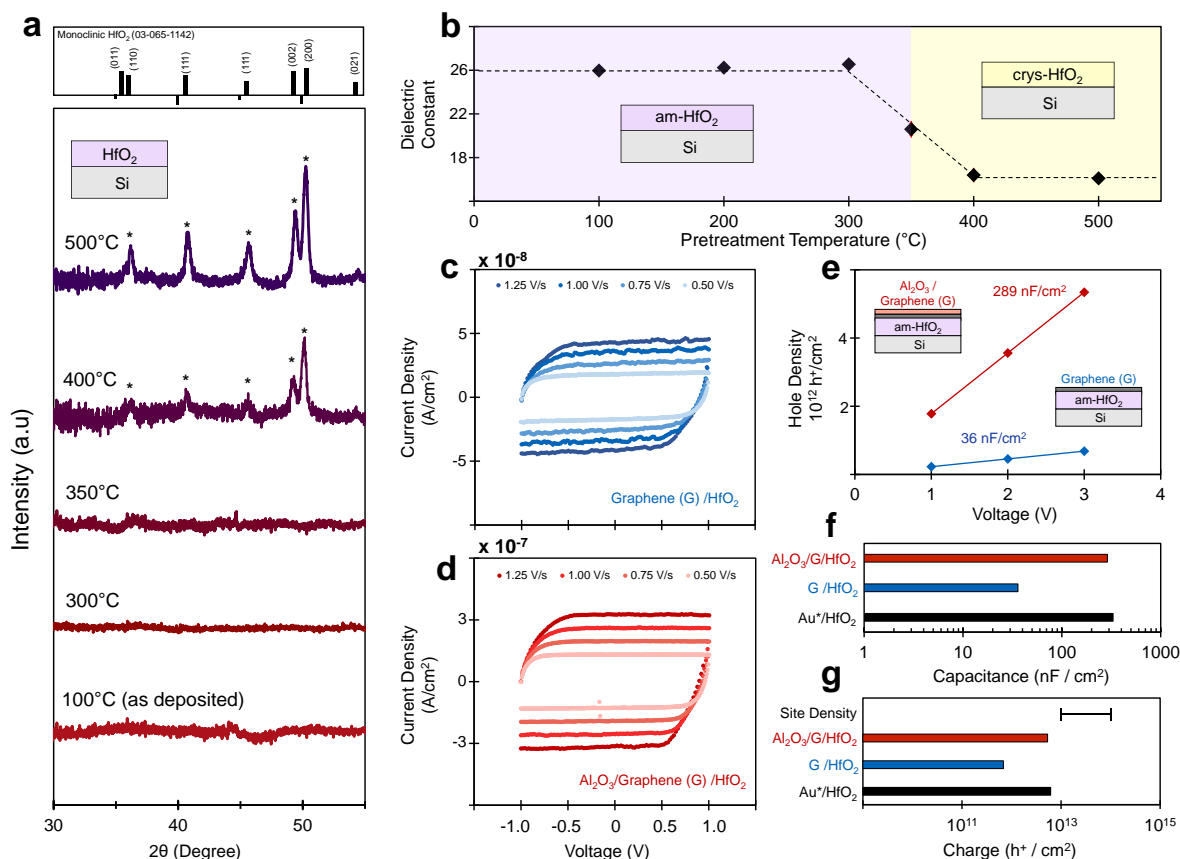 a
Monoclinic HfO₂ (03-065-1142)
(011)
(110)
(111)
(111)
(002)
(200)
(021)
HfO₂
Si
*
*
*
*
*
500°C
*
*
*
*
*
400°C
350°C
300°C
100°C (as deposited)
Intensity (a.u)
30
40
50
2θ (Degree)
b
Dielectric
Constant
26
22
18
am-HfO₂
Si
crys-HfO₂
Si
0
100
200
300
400
500
Pretreatment Temperature (°C)
c
x 10⁻⁸
1.25 V/s
1.00 V/s
0.75 V/s
0.50 V/s
Current Density
(A/cm²)
5
0
-5
Graphene (G) /HfO₂
d
x 10⁻⁷
1.25 V/s
1.00 V/s
0.75 V/s
0.50 V/s
Current Density
(A/cm²)
3
0
-3
Al₂O₃/Graphene (G) /HfO₂
-1.0
-0.5
0
0.5
1.0
Voltage (V)
e
Al₂O₃ /
Graphene (G)
am-HfO₂
Si
289 nF/cm²
Graphene (G)
am-HfO₂
Si
36 nF/cm²
Hole Density
10¹² h⁺/cm²
4
2
0
1
2
3
4
Voltage (V)
f
Al₂O₃/G/HfO₂
G /HfO₂
Au*/HfO₂
1
10
100
1000
Capacitance (nF / cm²)
g
Site Density
Al₂O₃/G/HfO₂
G /HfO₂
Au*/HfO₂
10¹¹
10¹³
10¹⁵
Charge (h⁺ / cm²)